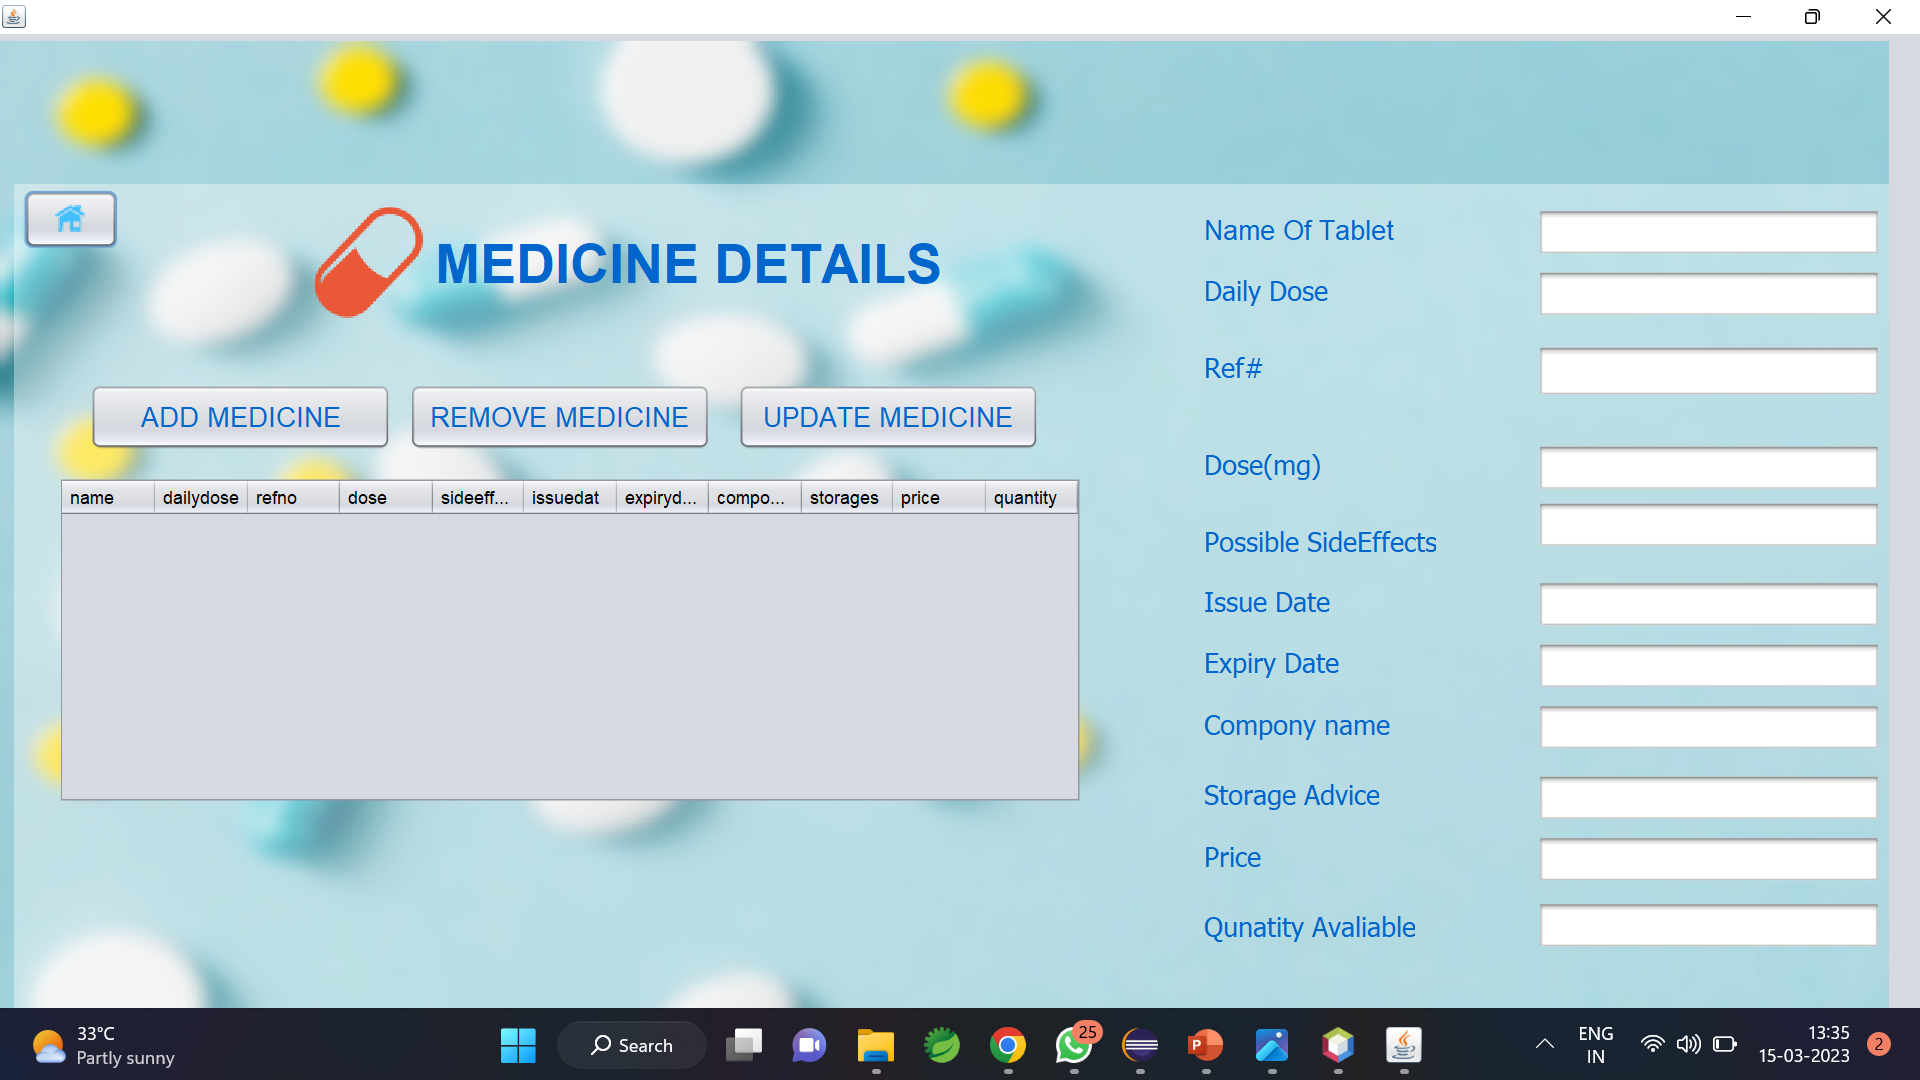 MEDICINE DETAILS
ADD MEDICINE
REMOVE MEDICINE
UPDATE MEDICINE
name dailydose refno dose sideeff... issuedat expiryd... compo... storages price quantity
Name Of Tablet
Daily Dose
Ref#
Dose(mg)
Possible SideEffects
Issue Date
Expiry Date
Compony name
Storage Advice
Price
Qunatity Avaliable
33°C
Partly sunny
Search
25
P
ENG
IN
13:35
15-03-2023
2